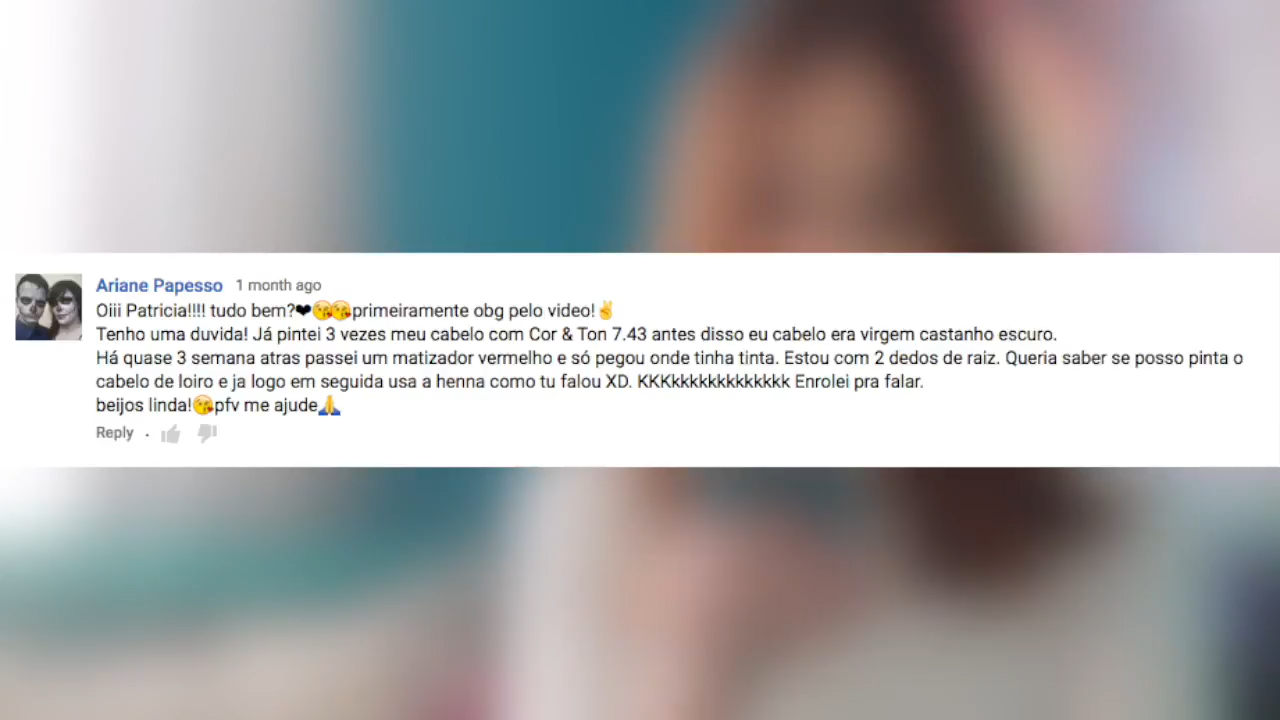 Ariane Papesso 1 month ago
Oiii Patricia!!!! tudo bem?❤😘😘primeiramente obg pelo video!✌
Tenho uma duvida! Já pintei 3 vezes meu cabelo com Cor & Ton 7.43 antes disso eu cabelo era virgem castanho escuro.
Há quase 3 semana atras passei um matizador vermelho e só pegou onde tinha tinta. Estou com 2 dedos de raiz. Queria saber se posso pinta o
cabelo de loiro e ja logo em seguida usa a henna como tu falou XD. KKKkkkkkkkkkkkkk Enrolei pra falar.
beijos linda!😘pfv me ajude🙏
Reply .